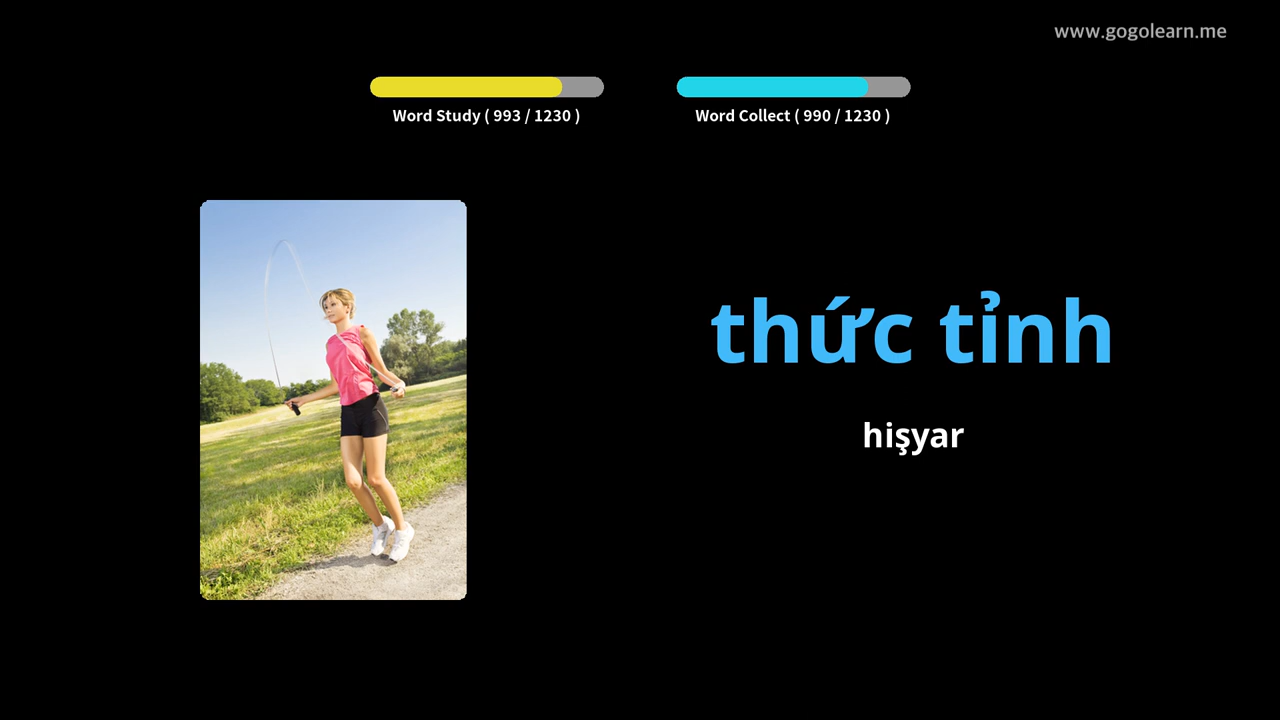 www.gogolearn.me
Word Study ( 993 / 1230 )
Word Collect ( 990 / 1230 )
thức tỉnh
hişyar